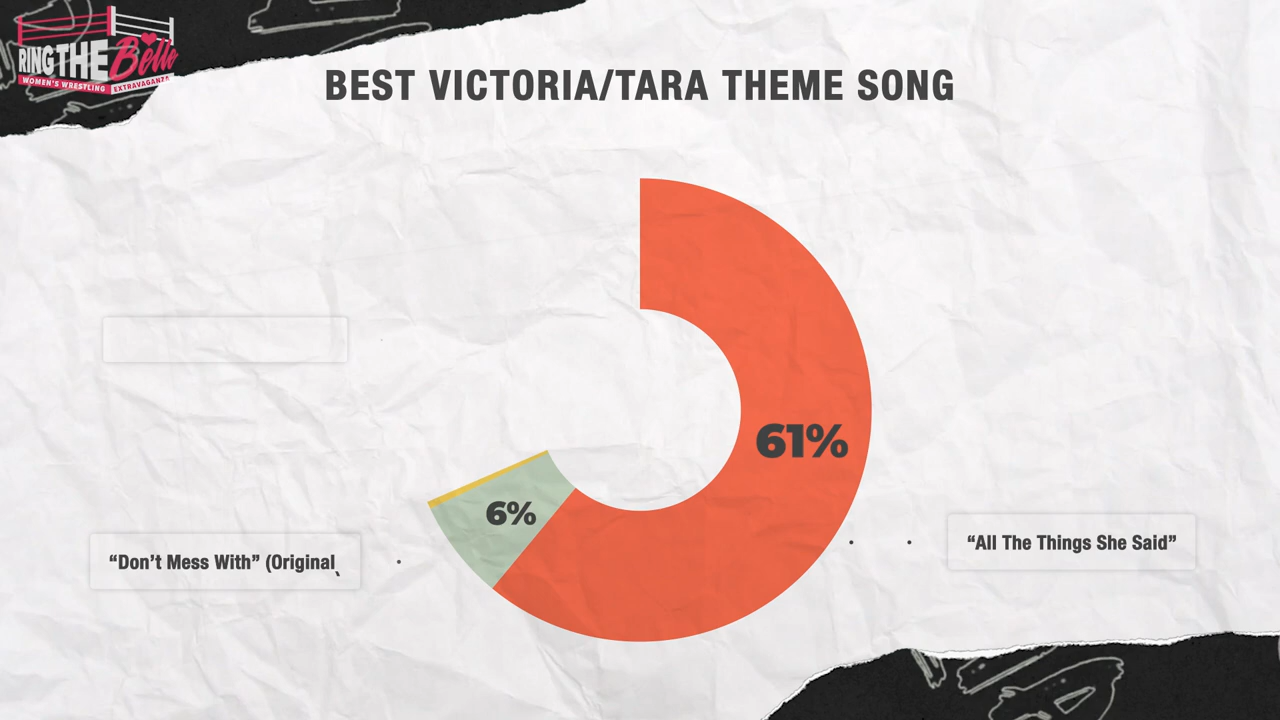 RING THE Belle
WOMEN'S WRESTLING EXTRAVAGANZA
BEST VICTORIA/TARA THEME SONG
61%
6%
“All The Things She Said”
“Don’t Mess With” (Original